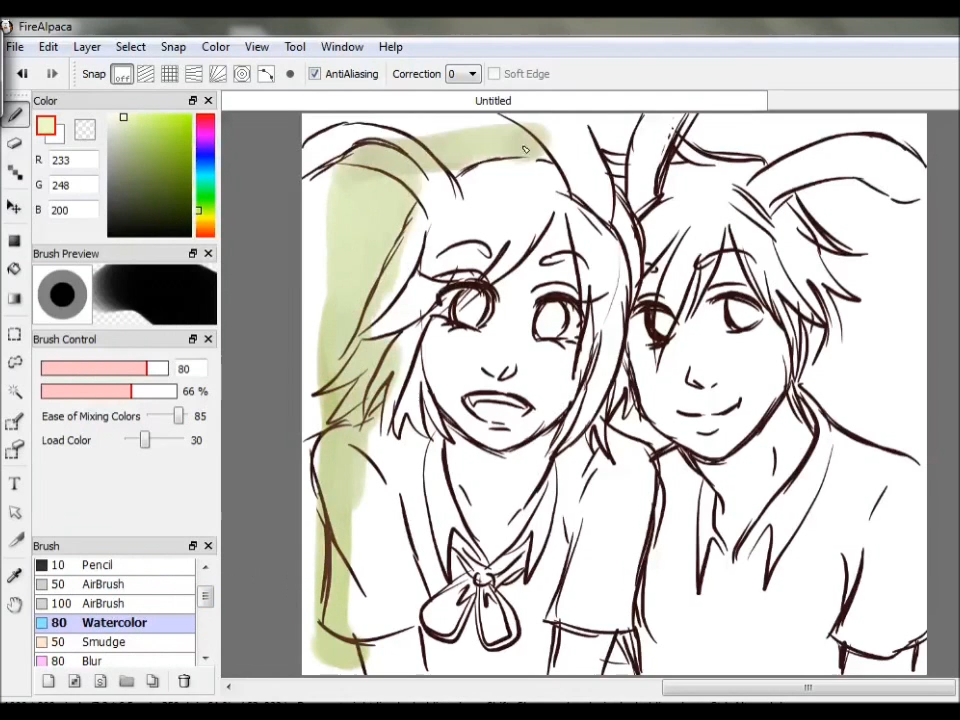 FireAlpaca
File Edit Layer Select Snap Color View Tool Window Help
Snap off AntiAliasing Correction 0 Soft Edge
Color
Untitled
R 233
G 248
B 200
Brush Preview
Brush Control
80
66 %
Ease of Mixing Colors 85
Load Color 30
Brush
10 Pencil
50 AirBrush
100 AirBrush
80 Watercolor
50 Smudge
80 Blur